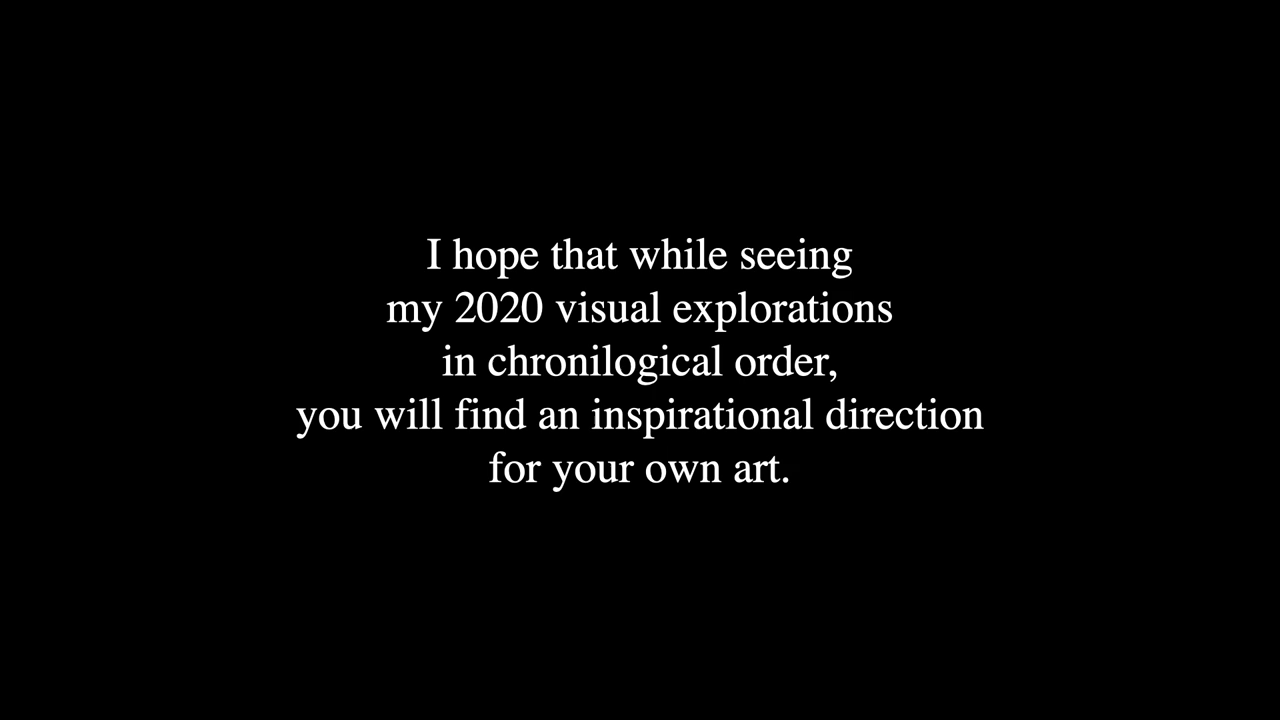 I hope that while seeing
my 2020 visual explorations
in chronilogical order,
you will find an inspirational direction
for your own art.